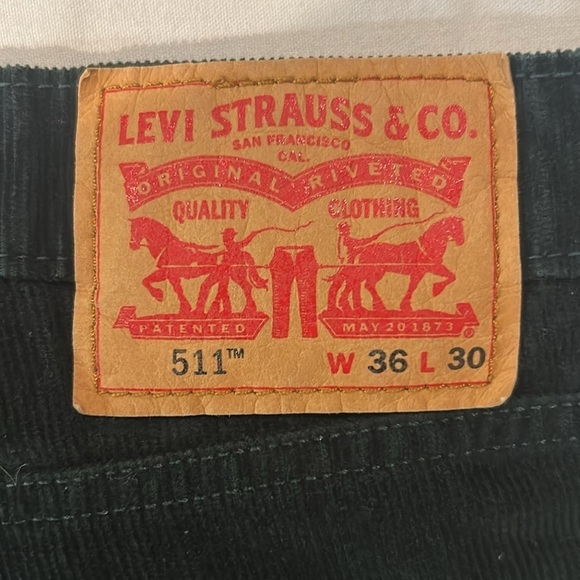 LEVI STRAUSS & CO.
SAN FRANCISCO
CAL.
ORIGINAL RIVETED
QUALITY CLOTHING
PATENTED MAY 20 1873 ®
511™ W 36 L 30